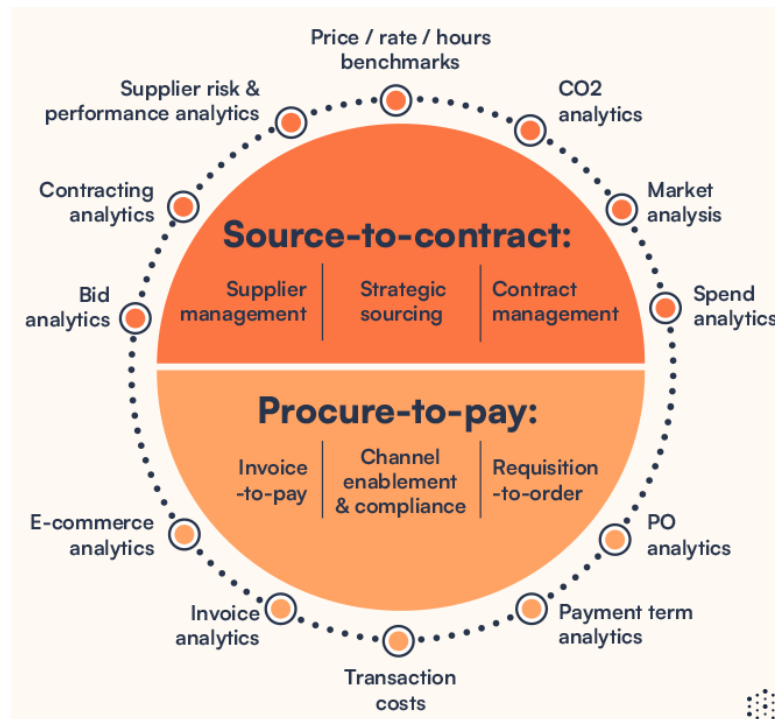 Price / rate / hours
benchmarks
Supplier risk &
performance analytics
CO2
analytics
Contracting
analytics
Market
analysis
Bid
analytics
Spend
analytics
Source-to-contract:
Supplier
management
Strategic
sourcing
Contract
management
Procure-to-pay:
Invoice
-to-pay
Channel
enablement
& compliance
Requisition
-to-order
E-commerce
analytics
PO
analytics
Invoice
analytics
Payment term
analytics
Transaction
costs